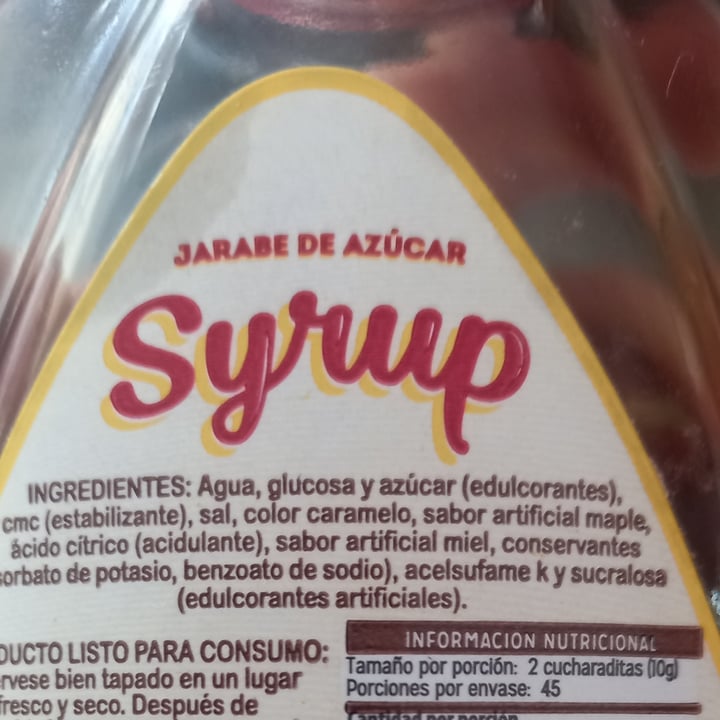 JARABE DE AZÚCAR
Syrup
INGREDIENTES: Agua, glucosa y azúcar (edulcorantes),
cmc (estabilizante), sal, color caramelo, sabor artificial maple,
ácido cítrico (acidulante), sabor artificial miel, conservantes
sorbato de potasio, benzoato de sodio), acelsufame k y sucralosa
(edulcorantes artificiales).
DUCTO LISTO PARA CONSUMO:
rvese bien tapado en un lugar
fresco y seco. Después de
INFORMACION NUTRICIONAL
Tamaño por porción: 2 cucharaditas (10g)
Porciones por envase: 45
Cantidad por porción